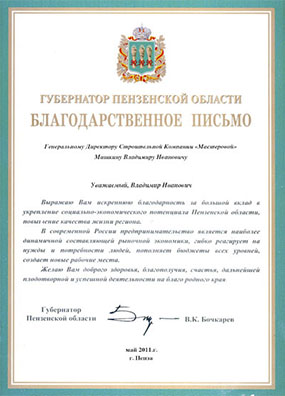 ГУБЕРНАТОР ПЕНЗЕНСКОЙ ОБЛАСТИ
БЛАГОДАРСТВЕННОЕ ПИСЬМО
Генеральному Директору Строительной Компании «Мастеровой»
Машкину Владимиру Ивановичу
Уважаемый, Владимир Иванович
Выражаю Вам искреннюю благодарность за большой вклад в
укрепление социально-экономического потенциала Пензенской области,
повышение качества жизни региона.
В современной России предпринимательство является наиболее
динамичной составляющей рыночной экономики, гибко реагирует на
нужды и потребности людей, пополняет бюджеты всех уровней,
создает новые рабочие места.
Желаю Вам доброго здоровья, благополучия, счастья, дальнейшей
плодотворной и успешной деятельности на благо родного края.
Губернатор
Пензенской области
В.К. Бочкарев
май 2011г.
г. Пенза